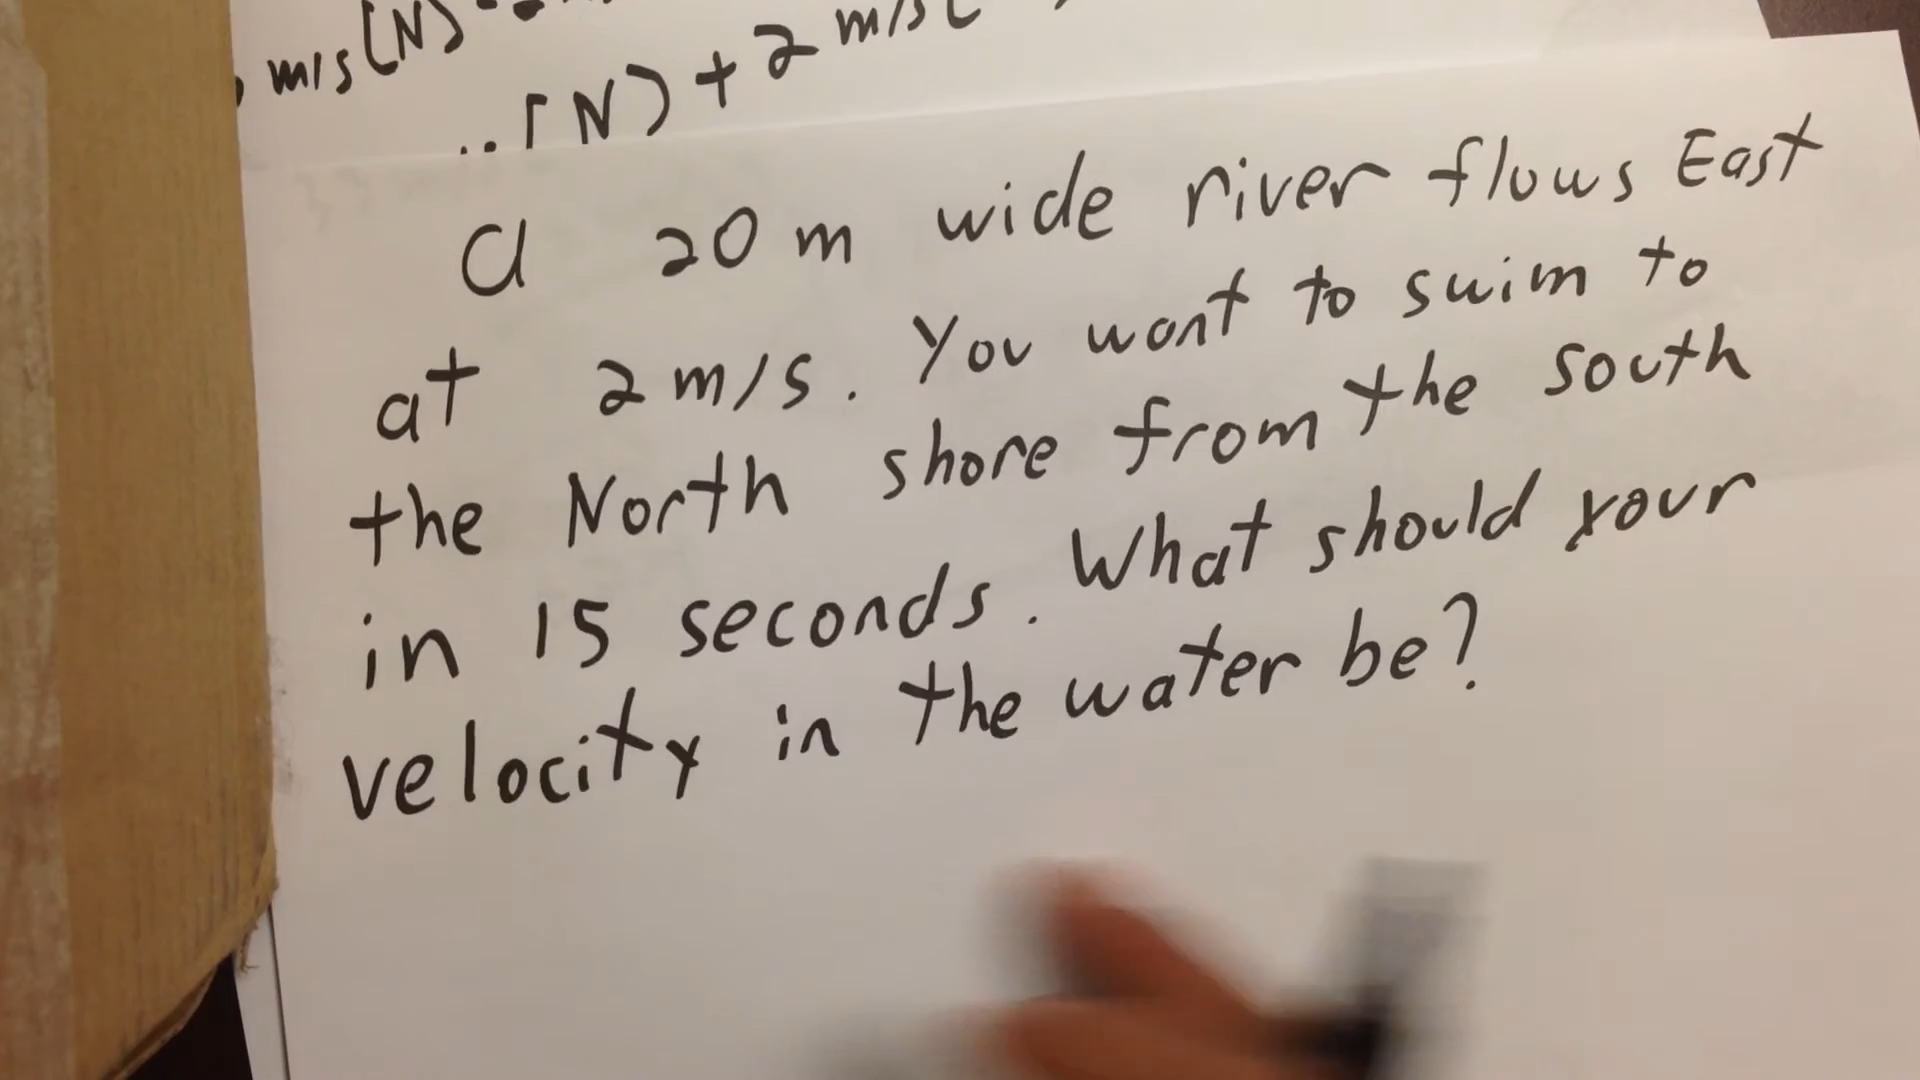 m/s [N]
[N] + 2 m/s [
A 20 m wide river flows East
at 2 m/s. You want to swim to
the North shore from the south
in 15 seconds. What should your
velocity in the water be?